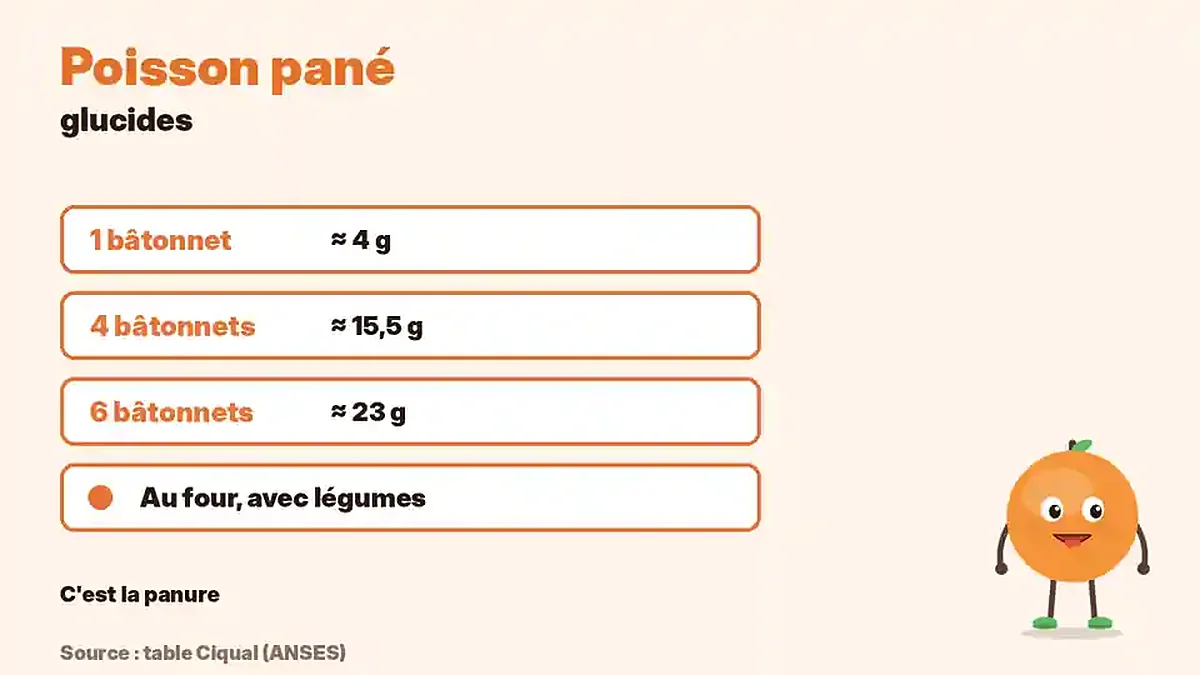 Poisson pané
glucides
1 bâtonnet ≈ 4 g
4 bâtonnets ≈ 15,5 g
6 bâtonnets ≈ 23 g
Au four, avec légumes
C'est la panure
Source : table Ciqual (ANSES)